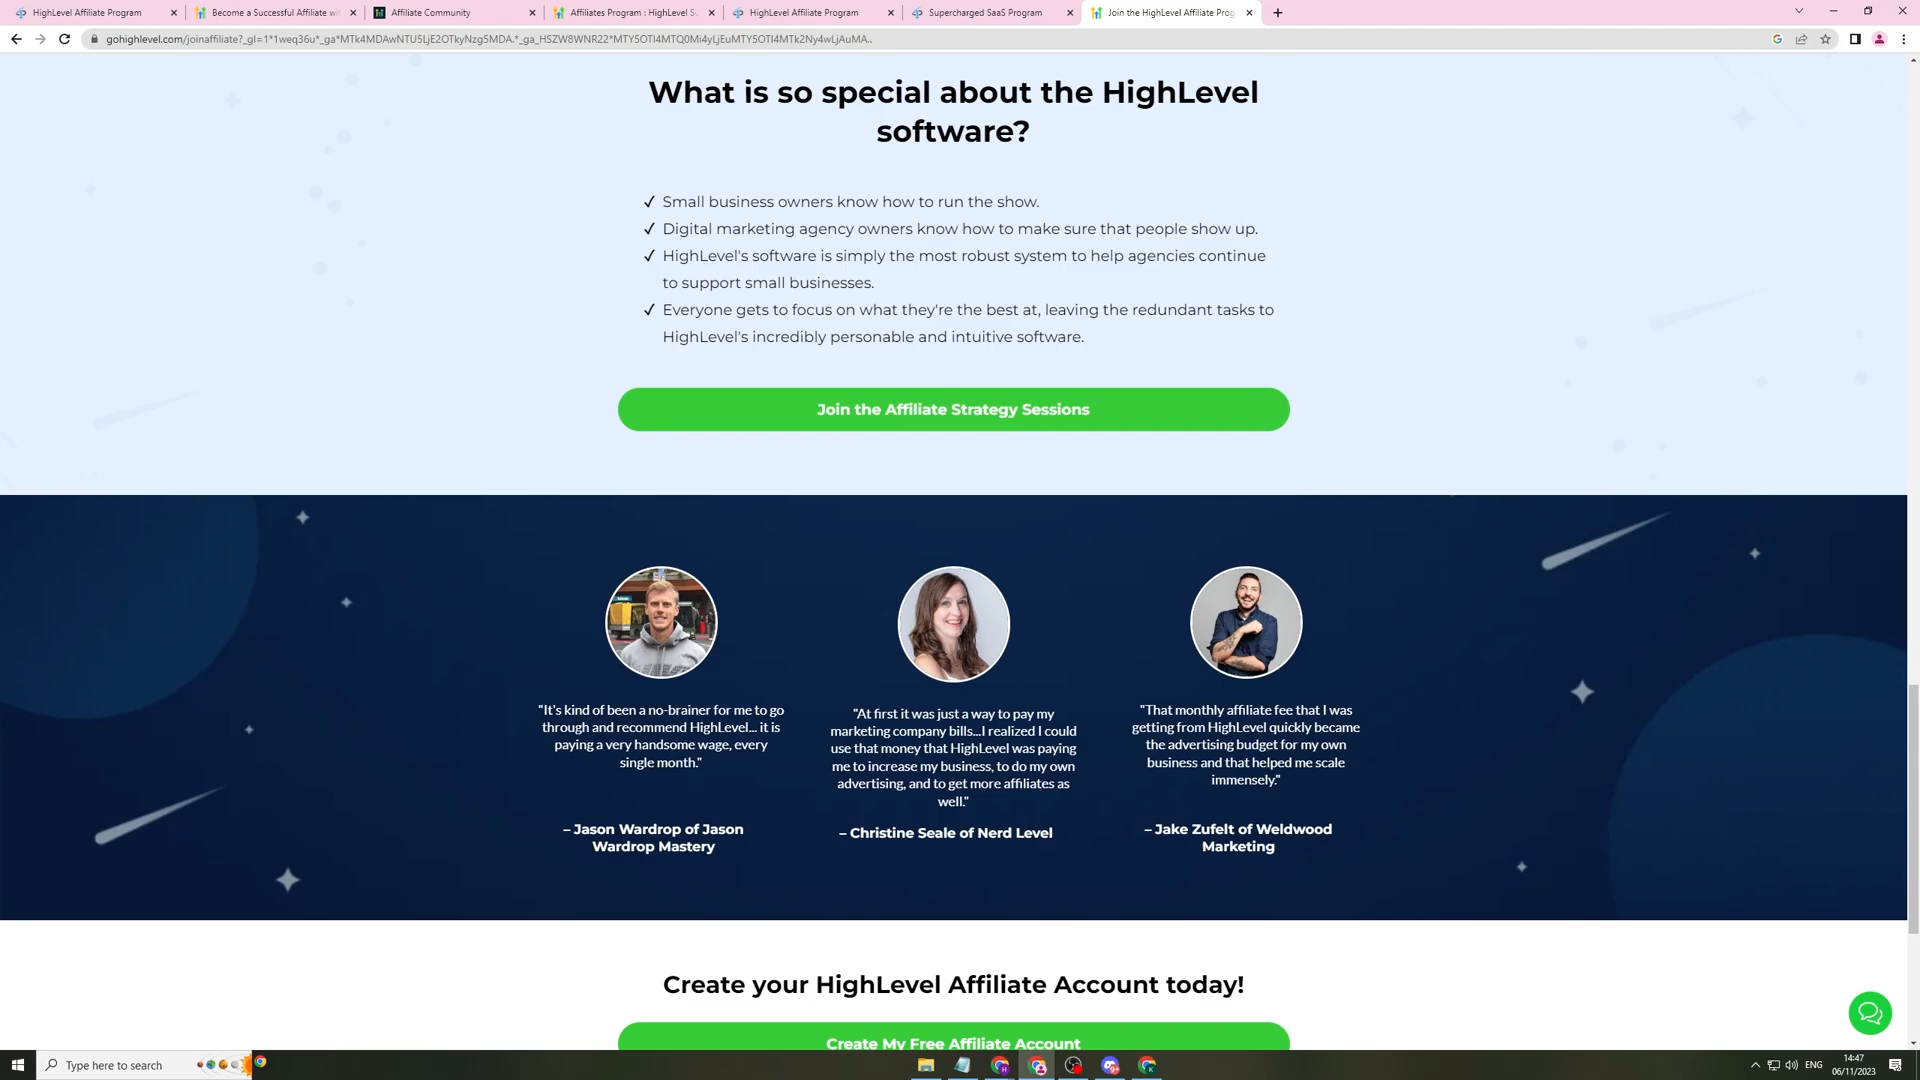 HighLevel Affiliate Program
Become a Successful Affiliate wi
Affiliate Community
Affiliates Program : HighLevel Su
HighLevel Affiliate Program
Supercharged SaaS Program
Join the HighLevel Affiliate Prog
What is so special about the HighLevel
software?
✓ Small business owners know how to run the show.
✓ Digital marketing agency owners know how to make sure that people show up.
✓ HighLevel's software is simply the most robust system to help agencies continue
to support small businesses.
✓ Everyone gets to focus on what they're the best at, leaving the redundant tasks to
HighLevel's incredibly personable and intuitive software.
Join the Affiliate Strategy Sessions
"It's kind of been a no-brainer for me to go
through and recommend HighLevel... it is
paying a very handsome wage, every
single month."
– Jason Wardrop of Jason
Wardrop Mastery
"At first it was just a way to pay my
marketing company bills...I realized I could
use that money that HighLevel was paying
me to increase my business, to do my own
advertising, and to get more affiliates as
well."
– Christine Seale of Nerd Level
"That monthly affiliate fee that I was
getting from HighLevel quickly became
the advertising budget for my own
business and that helped me scale
immensely."
– Jake Zufelt of Weldwood
Marketing
Create your HighLevel Affiliate Account today!
Create My Free Affiliate Account
Type here to search
ENG
14:47
06/11/2023